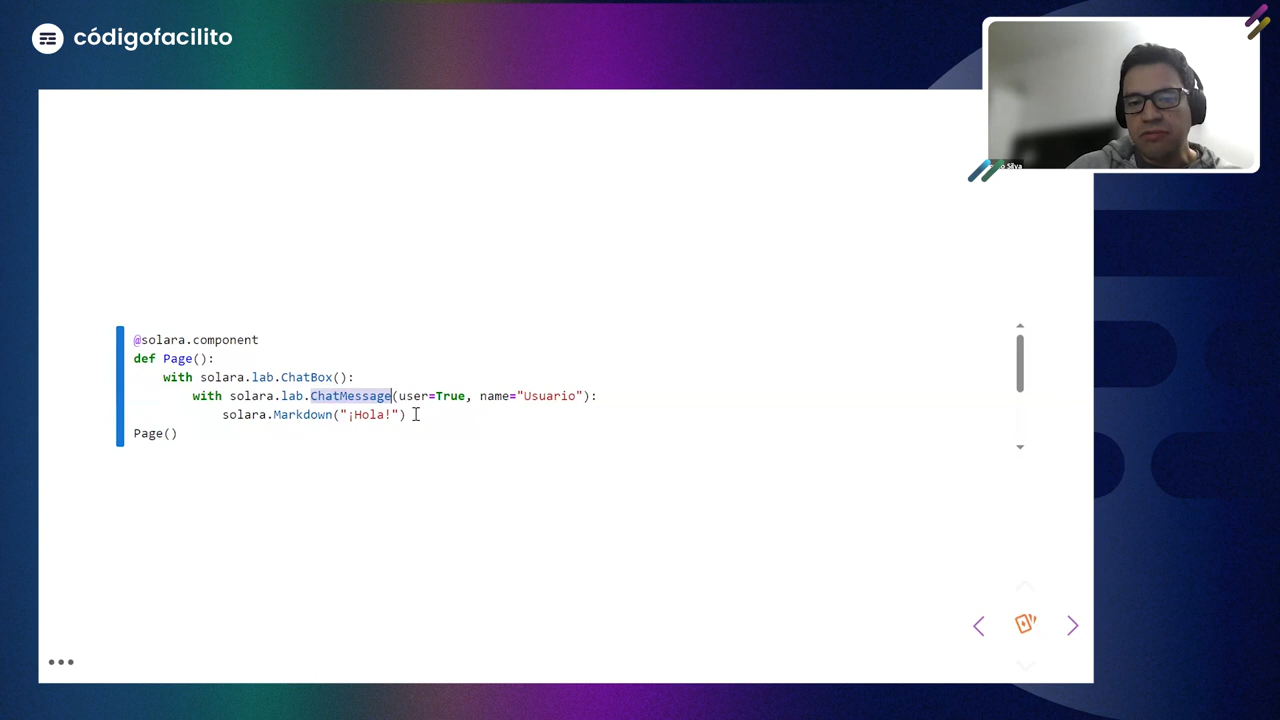 códigofacilito
Silva
@solara.component
def Page():
    with solara.lab.ChatBox():
        with solara.lab.ChatMessage(user=True, name="Usuario"):
            solara.Markdown("¡Hola!")
Page()